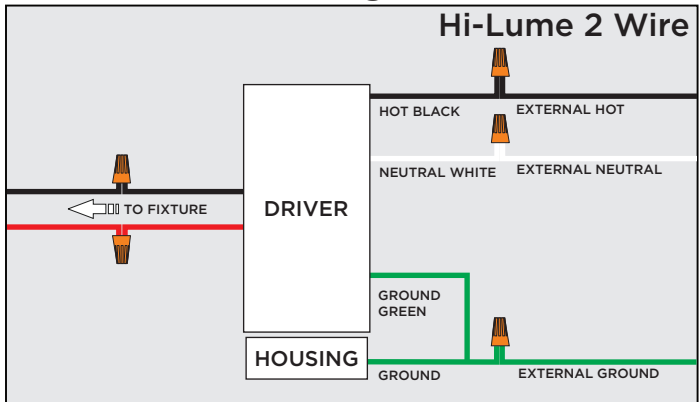 Hi-Lume 2 Wire
HOT BLACK
EXTERNAL HOT
NEUTRAL WHITE
EXTERNAL NEUTRAL
TO FIXTURE
DRIVER
GROUND
GREEN
HOUSING
GROUND
EXTERNAL GROUND